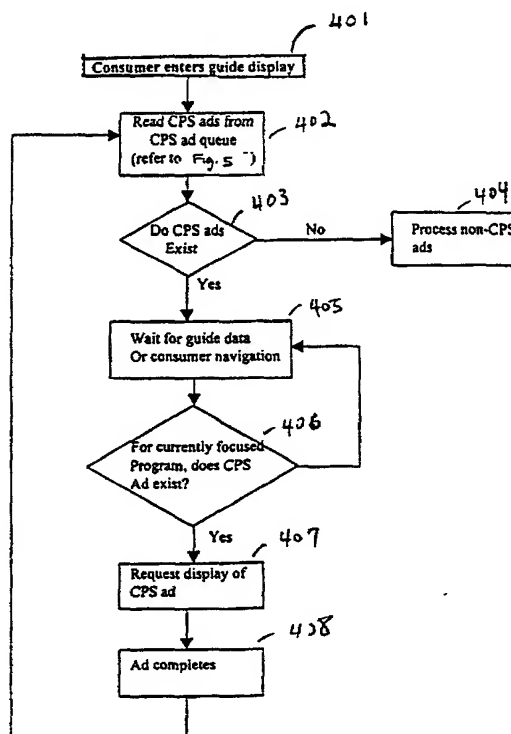 401
Consumer enters guide display
402
Read CPS ads from
CPS ad queue
(refer to Fig. 5 )
403
Do CPS ads
Exist
No
404
Process non-CPS
ads
Yes
405
Wait for guide data
Or consumer navigation
406
For currently focused
Program, does CPS
Ad exist?
Yes
407
Request display of
CPS ad
408
Ad completes